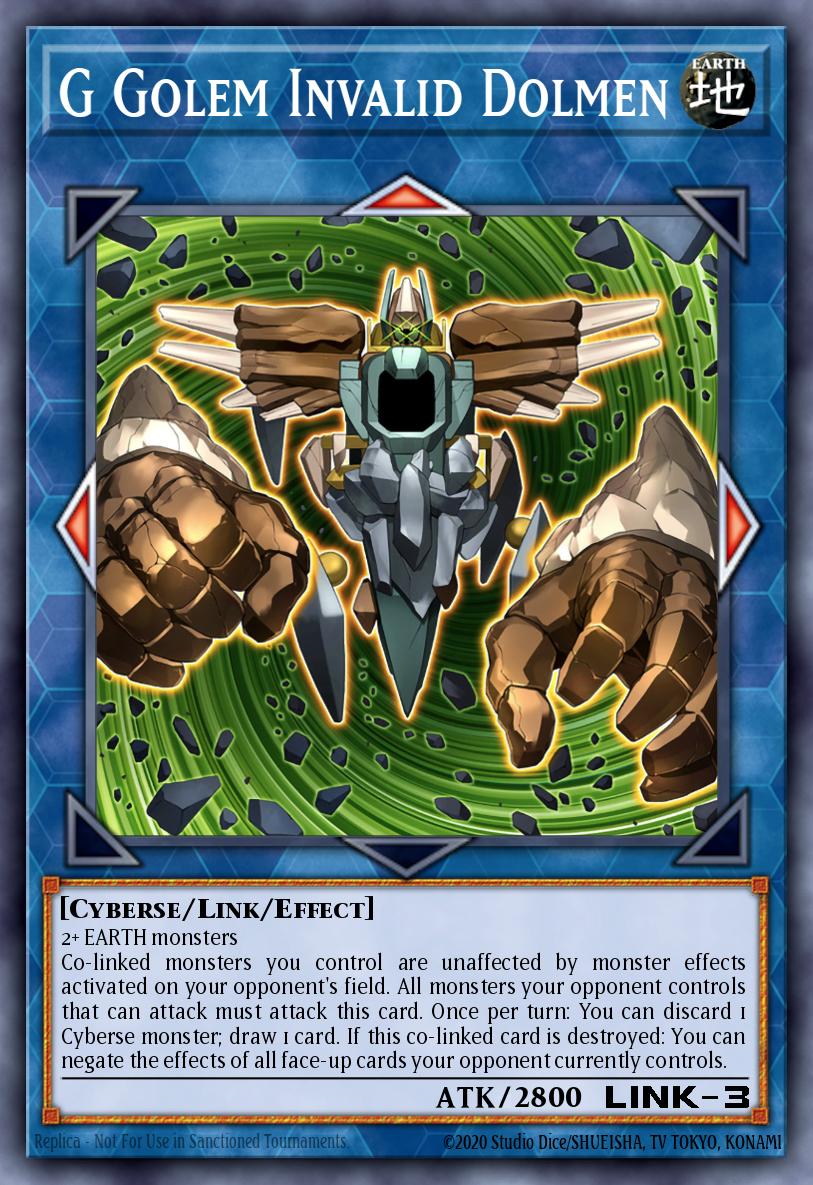 G Golem Invalid Dolmen
EARTH
地
[Cyberse/Link/Effect]
2+ EARTH monsters
Co-linked monsters you control are unaffected by monster effects
activated on your opponent's field. All monsters your opponent controls
that can attack must attack this card. Once per turn: You can discard 1
Cyberse monster; draw 1 card. If this co-linked card is destroyed: You can
negate the effects of all face-up cards your opponent currently controls.
ATK/2800 LINK-3
Replica - Not For Use in Sanctioned Tournaments.
©2020 Studio Dice/SHUEISHA, TV TOKYO, KONAMI